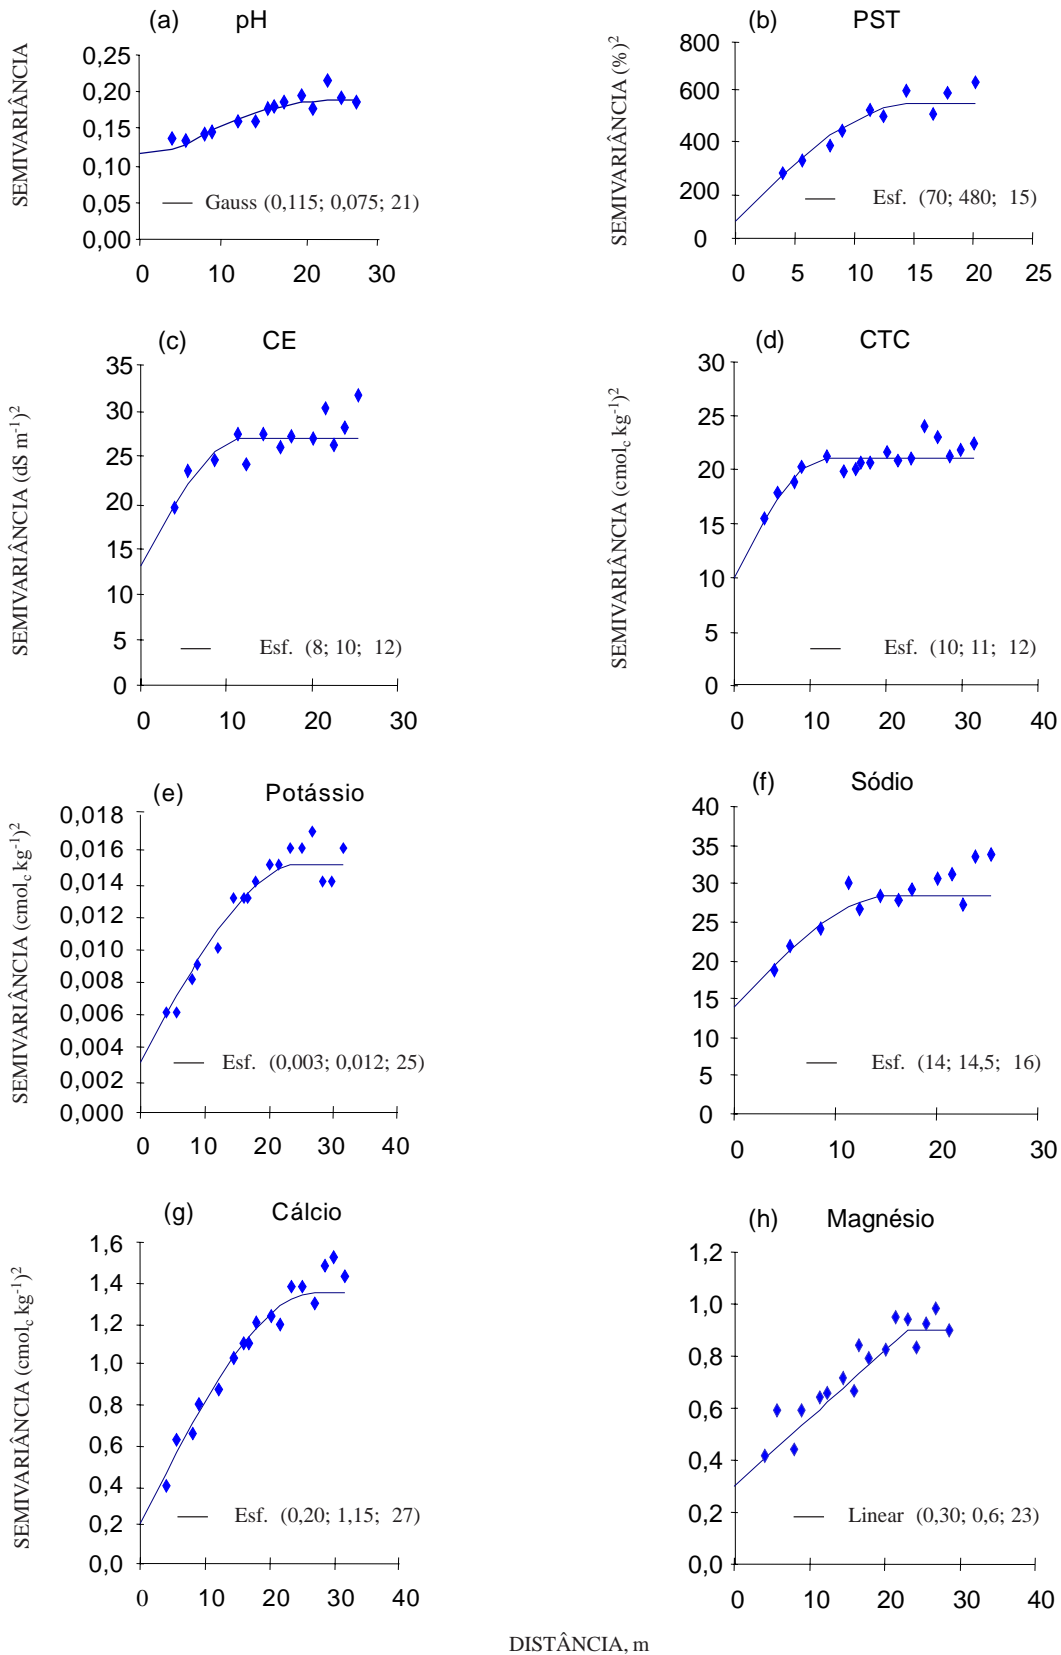 (a) pH
SEMIVARIÂNCIA
0,25
0,20
0,15
0,10
0,05
0,00
Gauss (0,115; 0,075; 21)
0 10 20 30
(b) PST
SEMIVARIÂNCIA (%)²
800
600
400
200
0
Esf. (70; 480; 15)
0 5 10 15 20 25
(c) CE
SEMIVARIÂNCIA (dS m⁻¹)²
35
30
25
20
15
10
5
0
Esf. (8; 10; 12)
0 10 20 30
(d) CTC
SEMIVARIÂNCIA (cmol_c kg⁻¹)²
30
25
20
15
10
5
0
Esf. (10; 11; 12)
0 10 20 30 40
(e) Potássio
SEMIVARIÂNCIA (cmol_c kg⁻¹)²
0,018
0,016
0,014
0,012
0,010
0,008
0,006
0,004
0,002
0,000
Esf. (0,003; 0,012; 25)
0 10 20 30 40
(f) Sódio
40
35
30
25
20
15
10
5
0
Esf. (14; 14,5; 16)
0 10 20 30
(g) Cálcio
SEMIVARIÂNCIA (cmol_c kg⁻¹)²
1,6
1,4
1,2
1,0
0,8
0,6
0,4
0,2
0,0
Esf. (0,20; 1,15; 27)
0 10 20 30 40
(h) Magnésio
1,2
1,0
0,8
0,6
0,4
0,2
0,0
Linear (0,30; 0,6; 23)
0 10 20 30 40
DISTÂNCIA, m